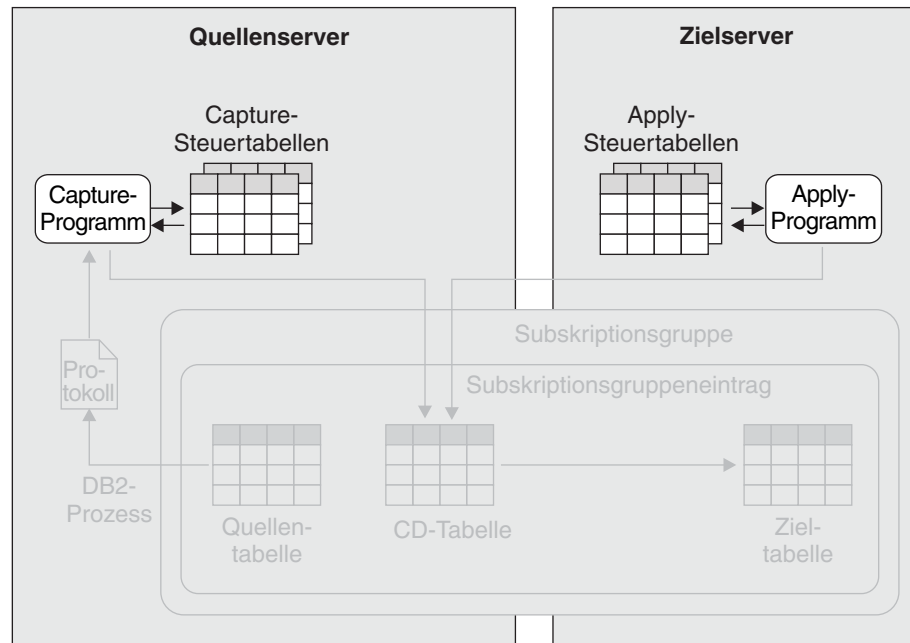 Quellenserver
Zielserver
Capture-
Steuertabellen
Apply-
Steuertabellen
Capture-
Programm
Apply-
Programm
Subskriptionsgruppe
Subskriptionsgruppeneintrag
Pro-
tokoll
DB2-
Prozess
Quellen-
tabelle
CD-Tabelle
Ziel-
tabelle